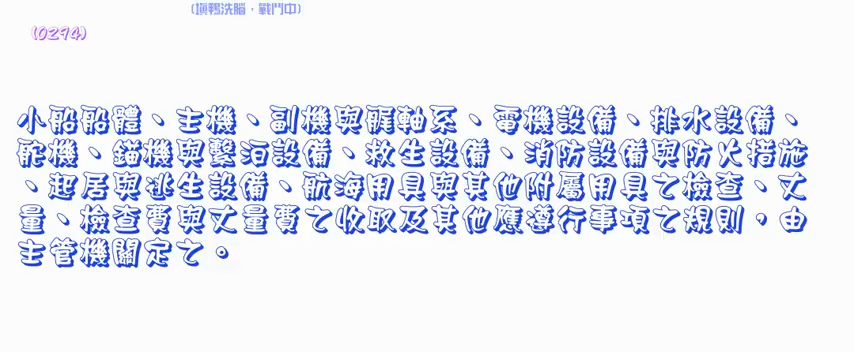 (塤鸮洗腦，戰鬥中)
(0294)
小船船體、主機、副機與艉軸系、電機設備、排水設備、
舵機、錨機與繫泊設備、救生設備、消防設備與防火措施
、起居與逃生設備、航海用具與其他附屬用具之檢查、丈
量、檢查費與丈量費之收取及其他應遵行事項之規則，由
主管機關定之。